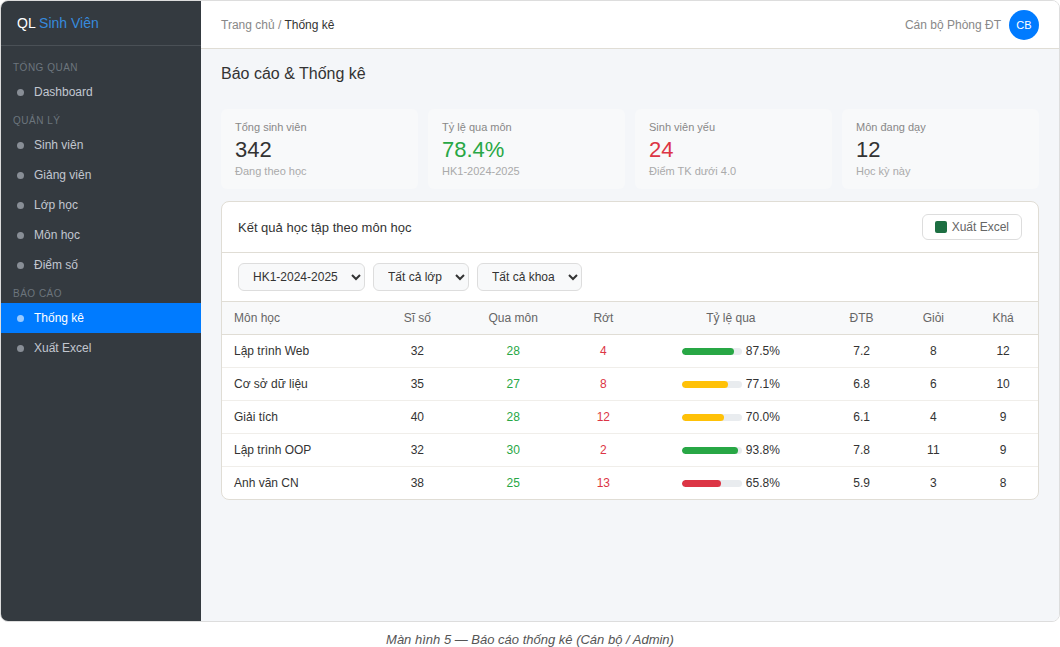 QL Sinh Viên
TỔNG QUAN
Dashboard
QUẢN LÝ
Sinh viên
Giảng viên
Lớp học
Môn học
Điểm số
BÁO CÁO
Thống kê
Xuất Excel
Trang chủ / Thống kê
Cán bộ Phòng ĐT CB
Báo cáo & Thống kê
Tổng sinh viên
342
Đang theo học
Tỷ lệ qua môn
78.4%
HK1-2024-2025
Sinh viên yếu
24
Điểm TK dưới 4.0
Môn đang dạy
12
Học kỳ này
Kết quả học tập theo môn học
Xuất Excel
HK1-2024-2025 Tất cả lớp Tất cả khoa
Môn học Sĩ số Qua môn Rớt Tỷ lệ qua ĐTB Giỏi Khá
Lập trình Web 32 28 4 87.5% 7.2 8 12
Cơ sở dữ liệu 35 27 8 77.1% 6.8 6 10
Giải tích 40 28 12 70.0% 6.1 4 9
Lập trình OOP 32 30 2 93.8% 7.8 11 9
Anh văn CN 38 25 13 65.8% 5.9 3 8
Màn hình 5 — Báo cáo thống kê (Cán bộ / Admin)